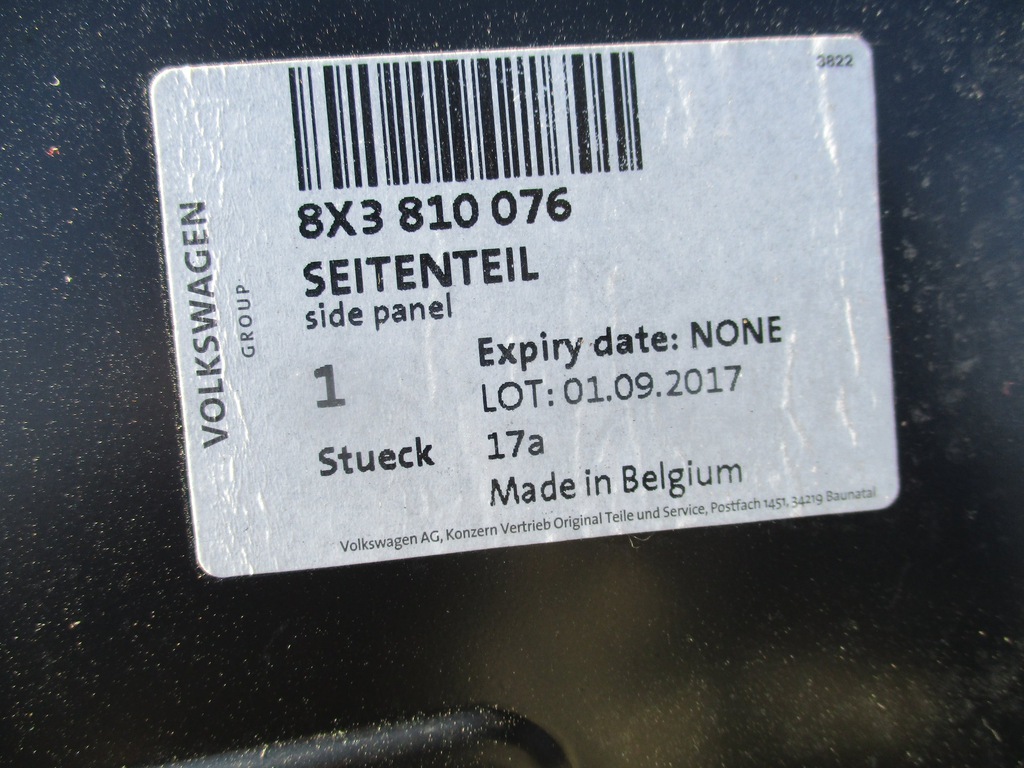 3822
VOLKSWAGEN
GROUP
8X3 810 076
SEITENTEIL
side panel
1
Expiry date: NONE
LOT: 01.09.2017
Stueck
17a
Made in Belgium
Volkswagen AG, Konzern Vertrieb Original Teile und Service, Postfach 1451, 34219 Baunatal